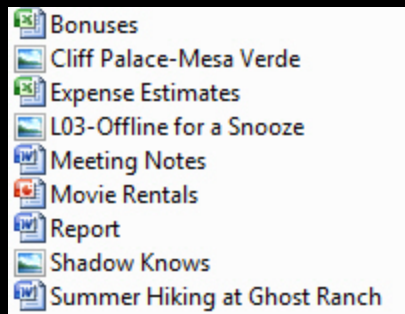 Bonuses
Cliff Palace-Mesa Verde
Expense Estimates
L03-Offline for a Snooze
Meeting Notes
Movie Rentals
Report
Shadow Knows
Summer Hiking at Ghost Ranch